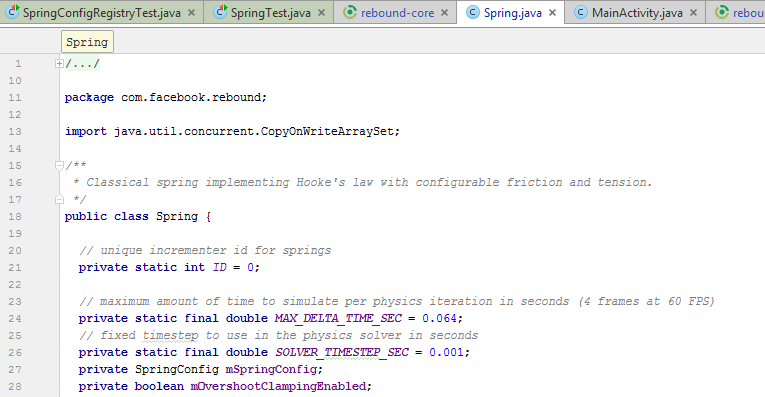 SpringConfigRegistryTest.java × SpringTest.java × rebound-core × Spring.java × MainActivity.java × rebou
Spring
1 /.../
10
11 package com.facebook.rebound;
12
13 import java.util.concurrent.CopyOnWriteArraySet;
14
15 /**
16 * Classical spring implementing Hooke's law with configurable friction and tension.
17 */
18 public class Spring {
19
20 // unique incrementer id for springs
21 private static int ID = 0;
22
23 // maximum amount of time to simulate per physics iteration in seconds (4 frames at 60 FPS)
24 private static final double MAX_DELTA_TIME_SEC = 0.064;
25 // fixed timestep to use in the physics solver in seconds
26 private static final double SOLVER_TIMESTEP_SEC = 0.001;
27 private SpringConfig mSpringConfig;
28 private boolean mOvershootClampingEnabled;